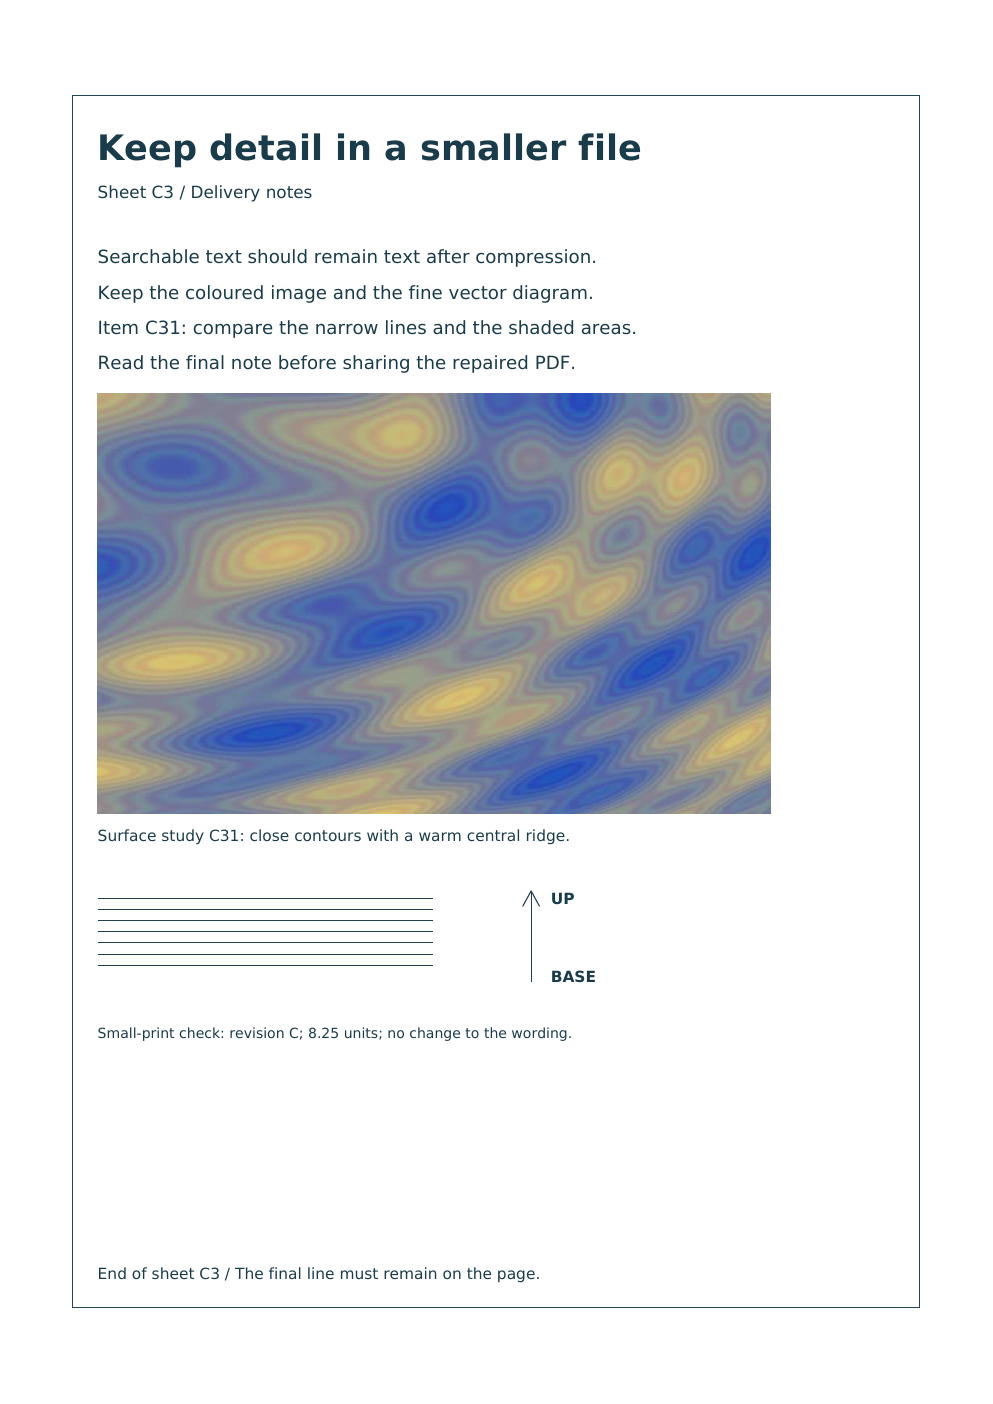 Keep detail in a smaller file
Sheet C3 / Delivery notes
Searchable text should remain text after compression.
Keep the coloured image and the fine vector diagram.
Item C31: compare the narrow lines and the shaded areas.
Read the final note before sharing the repaired PDF.
Surface study C31: close contours with a warm central ridge.
UP
BASE
Small-print check: revision C; 8.25 units; no change to the wording.
End of sheet C3 / The final line must remain on the page.